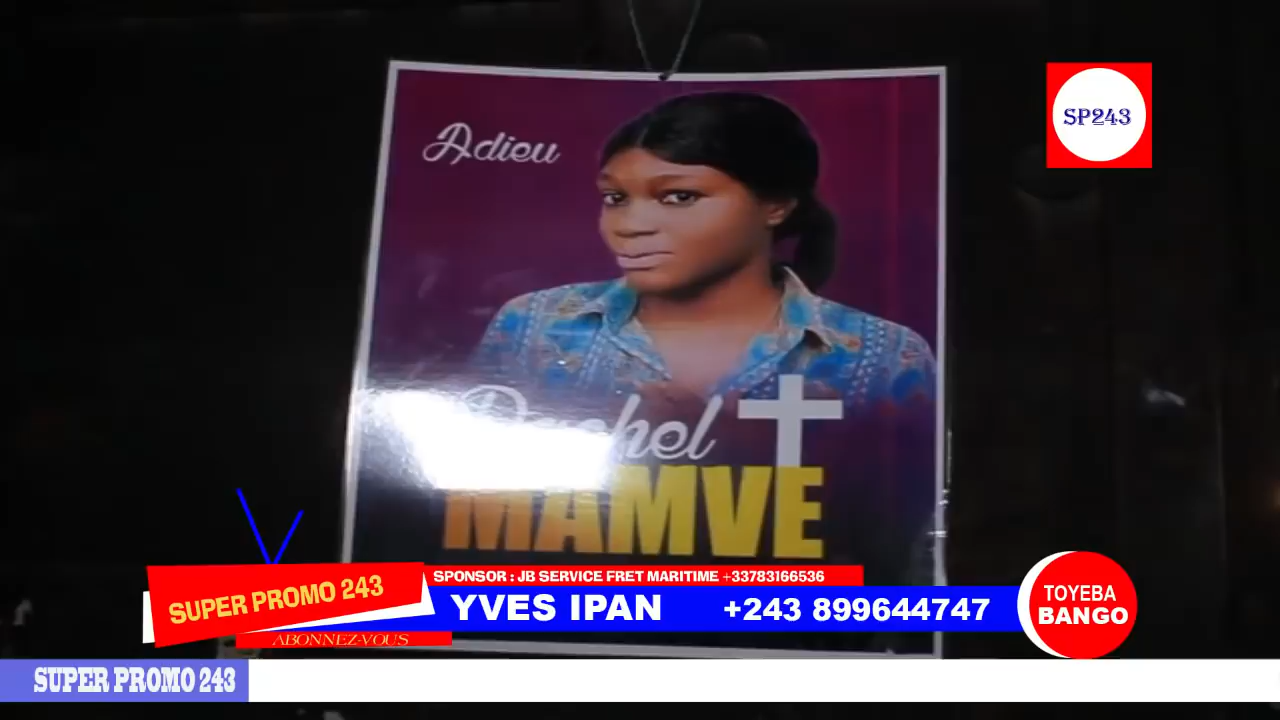 Adieu
SP243
MAMVE
SPONSOR : JB SERVICE FRET MARITIME +33783166536
SUPER PROMO 243
YVES IPAN +243 899644747
TOYEBA
BANGO
ABONNEZ-VOUS
SUPER PROMO 243